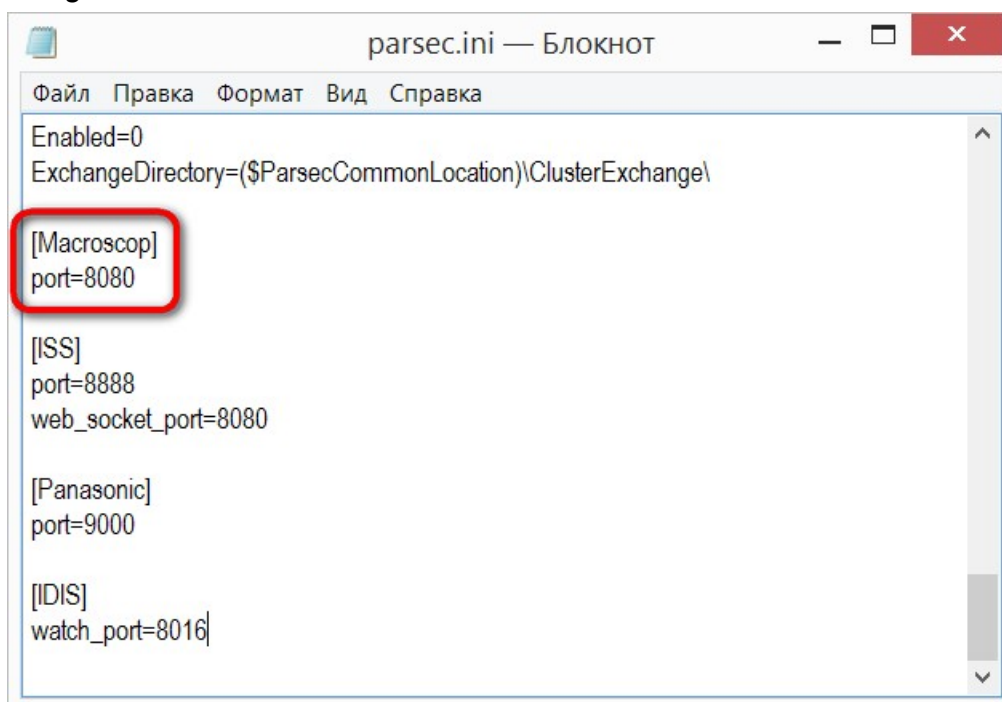 parsec.ini — Блокнот
Файл Правка Формат Вид Справка
Enabled=0
ExchangeDirectory=($ParsecCommonLocation)\ClusterExchange\
[Macroscop]
port=8080
[ISS]
port=8888
web_socket_port=8080
[Panasonic]
port=9000
[IDIS]
watch_port=8016